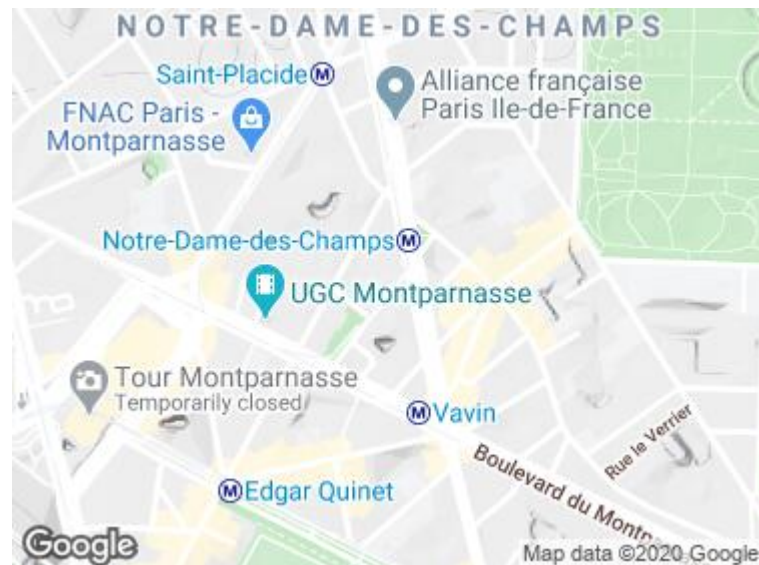 NOTRE-DAME-DES-CHAMPS
Saint-Placide M
Alliance française
Paris Ile-de-France
FNAC Paris -
Montparnasse
Notre-Dame-des-Champs M
UGC Montparnasse
Tour Montparnasse
Temporarily closed
M Vavin
Rue le Verrier
Boulevard du
M Edgar Quinet
Google
Map data ©2020 Google